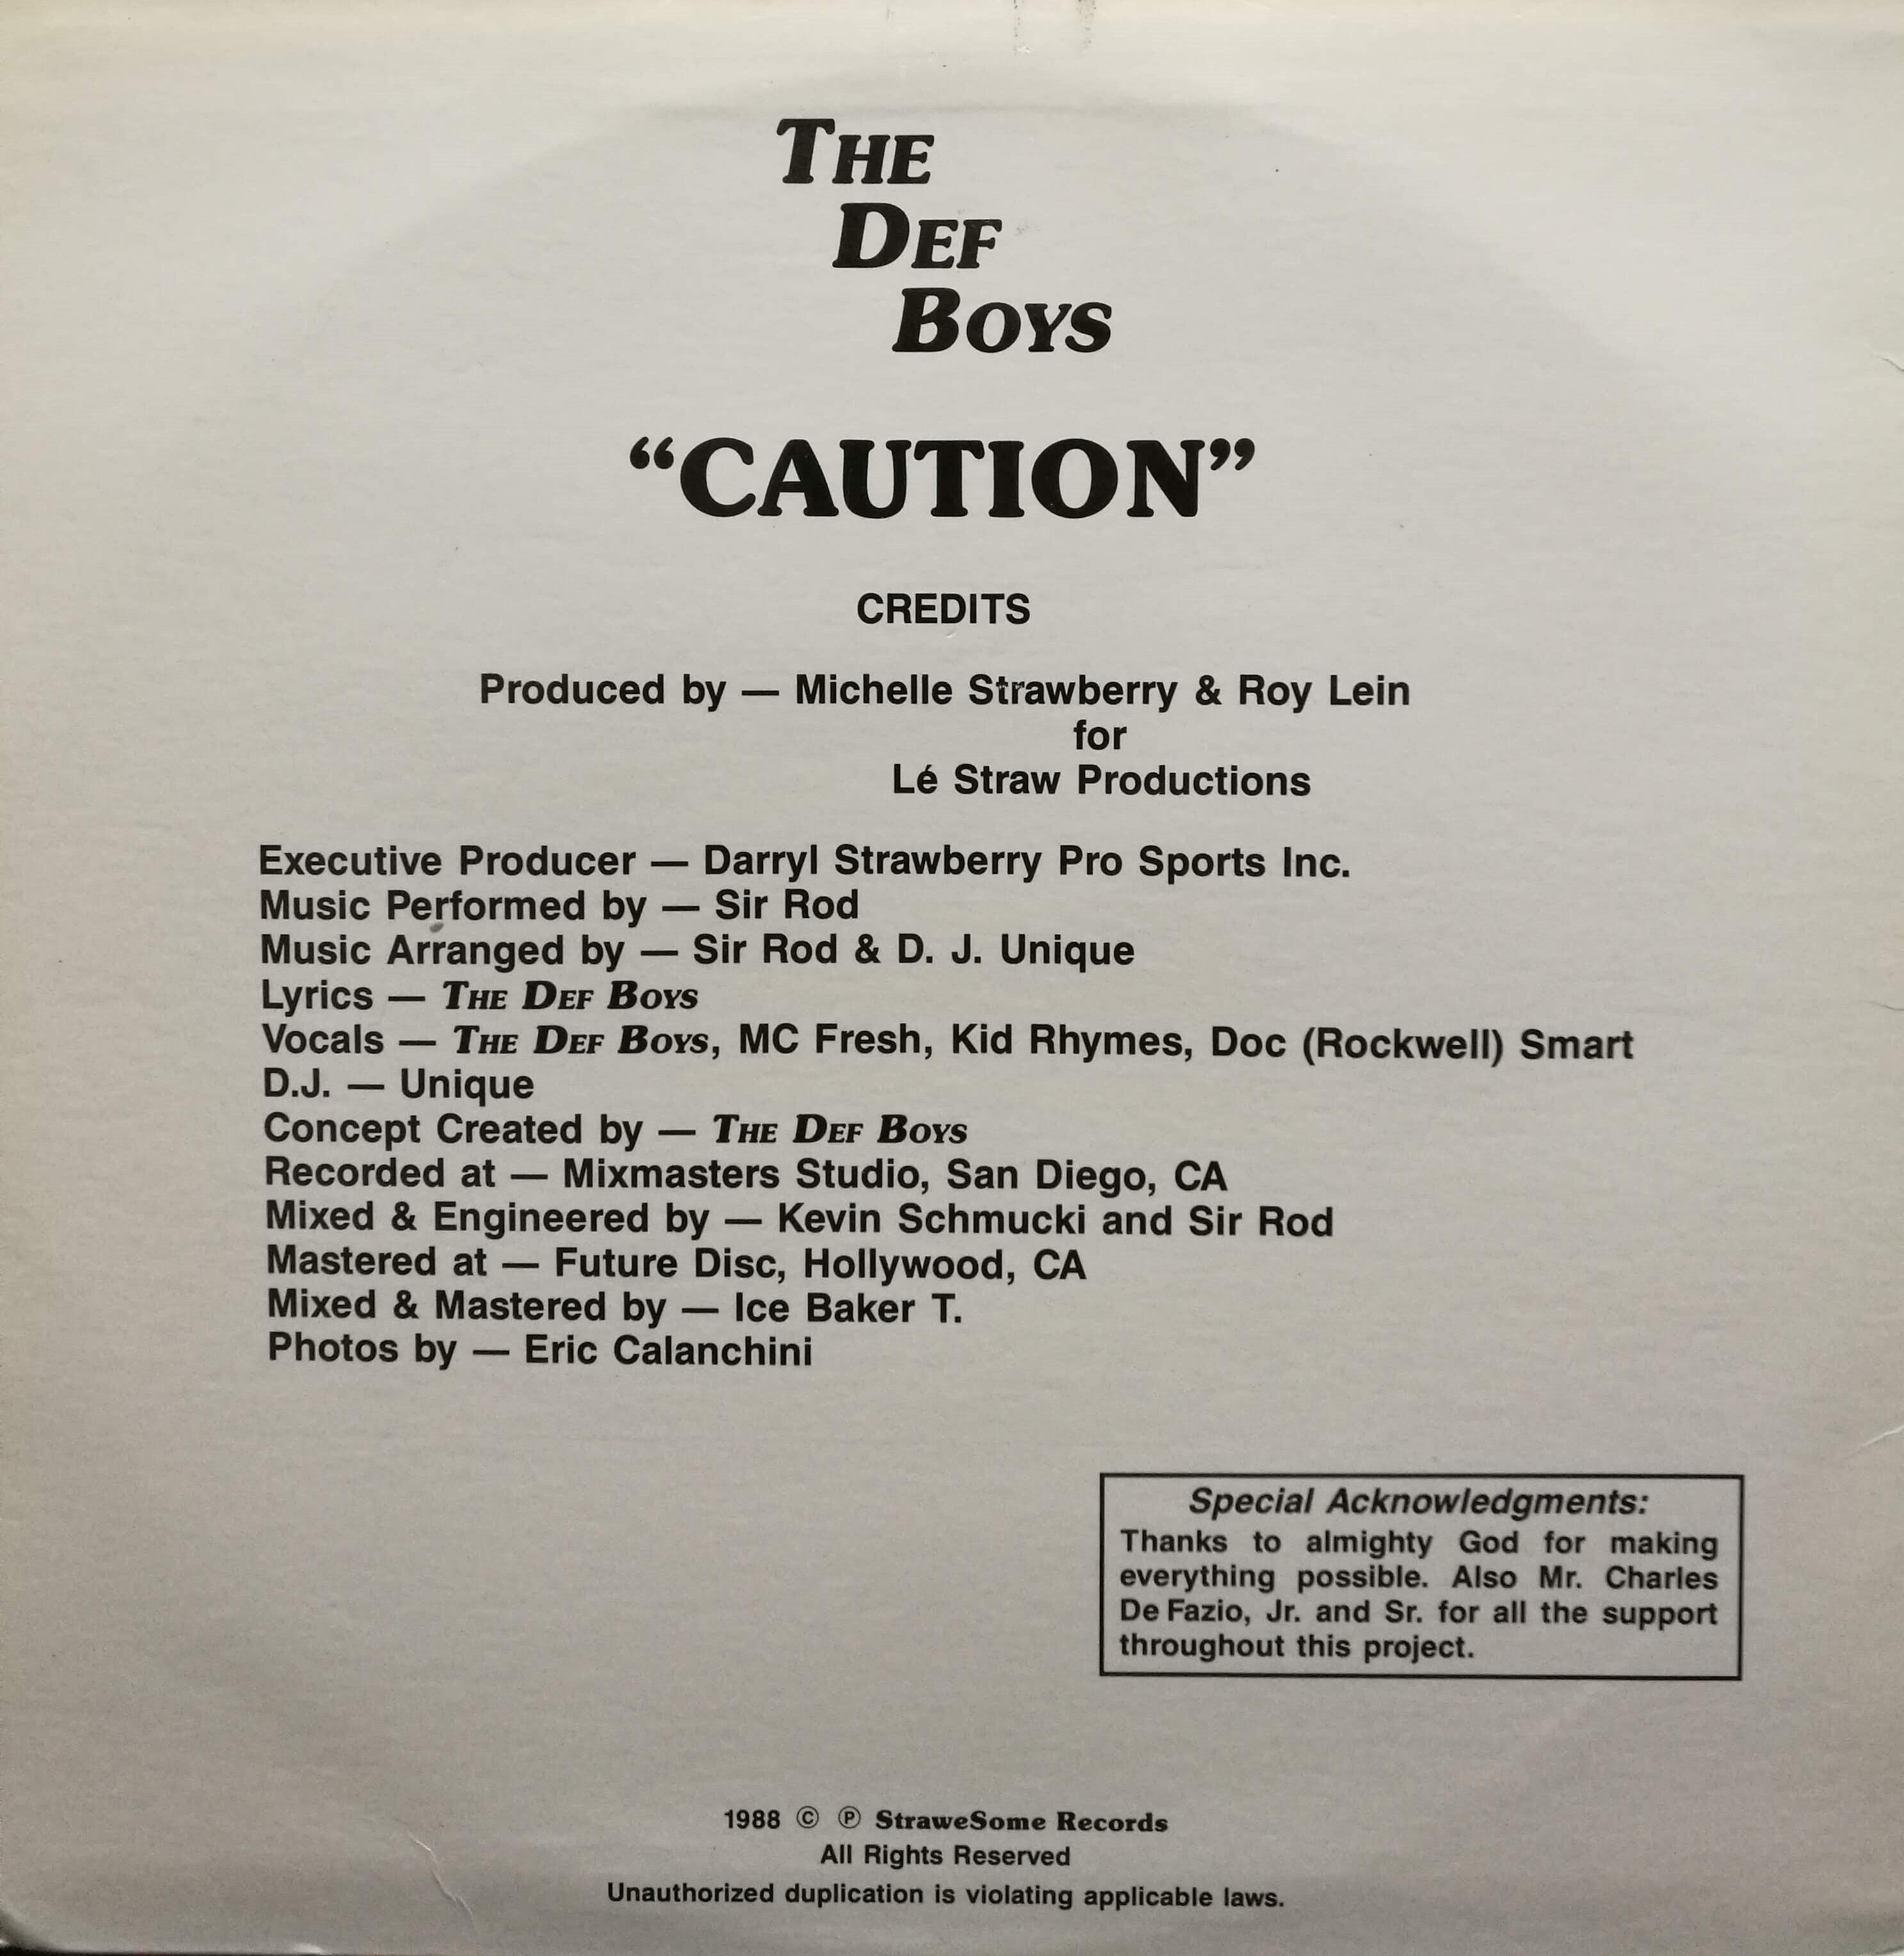 THE
DEF
BOYS
“CAUTION”
CREDITS
Produced by — Michelle Strawberry & Roy Lein
for
Lé Straw Productions
Executive Producer — Darryl Strawberry Pro Sports Inc.
Music Performed by — Sir Rod
Music Arranged by — Sir Rod & D. J. Unique
Lyrics — THE DEF BOYS
Vocals — THE DEF BOYS, MC Fresh, Kid Rhymes, Doc (Rockwell) Smart
D.J. — Unique
Concept Created by — THE DEF BOYS
Recorded at — Mixmasters Studio, San Diego, CA
Mixed & Engineered by — Kevin Schmucki and Sir Rod
Mastered at — Future Disc, Hollywood, CA
Mixed & Mastered by — Ice Baker T.
Photos by — Eric Calanchini
Special Acknowledgments:
Thanks to almighty God for making
everything possible. Also Mr. Charles
De Fazio, Jr. and Sr. for all the support
throughout this project.
1988 © ℗ StraweSome Records
All Rights Reserved
Unauthorized duplication is violating applicable laws.